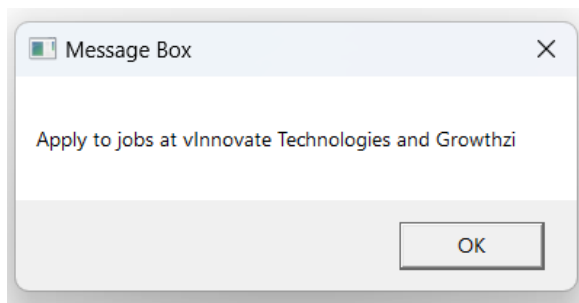 Message Box
Apply to jobs at vInnovate Technologies and Growthzi
OK